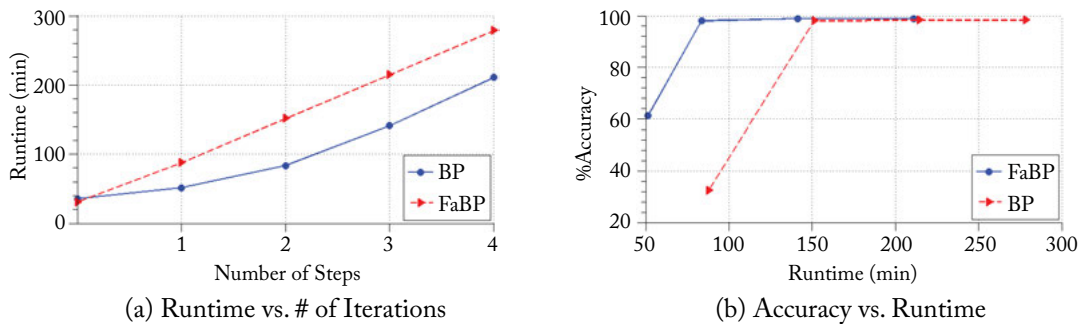 300
200
100
0
Runtime (min)
1
2
3
4
Number of Steps
BP
FaBP
(a) Runtime vs. # of Iterations
100
80
60
40
20
%Accuracy
50
100
150
200
250
300
Runtime (min)
FaBP
BP
(b) Accuracy vs. Runtime